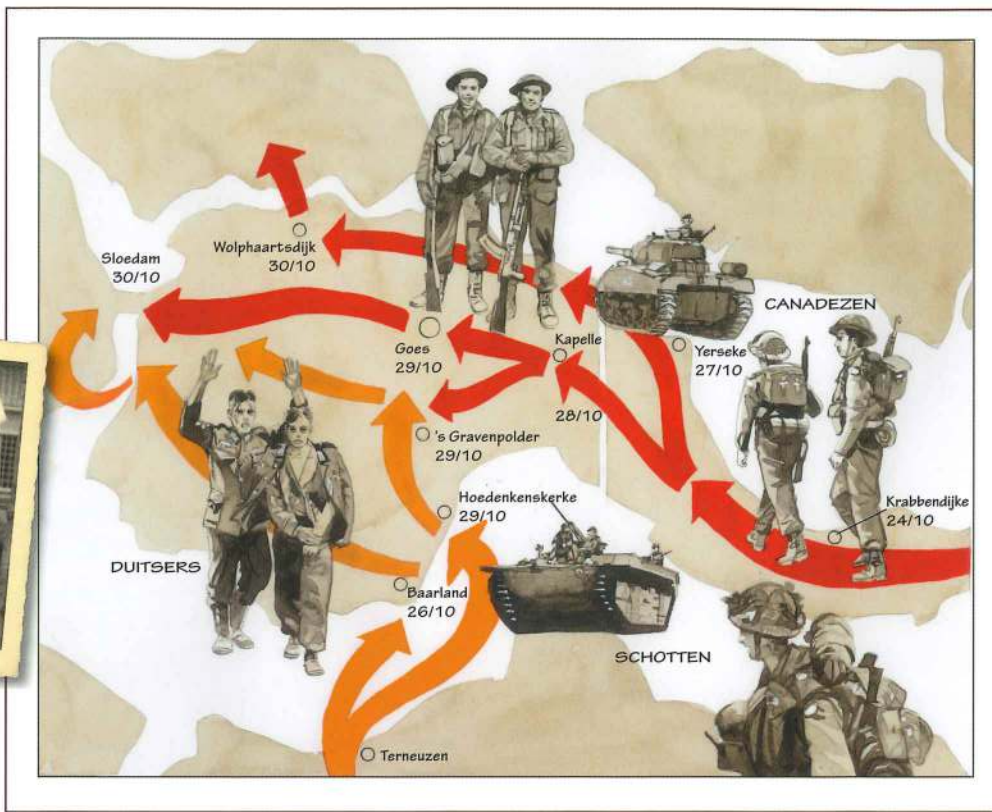 Wolphaartsdijk
30/10
Sloedam
30/10
CANADEZEN
Goes
29/10
Kapelle
28/10
Yerseke
27/10
's Gravenpolder
29/10
Hoedenkenskerke
29/10
Krabbendijke
24/10
DUITSERS
Baarland
26/10
SCHOTTEN
Terneuzen